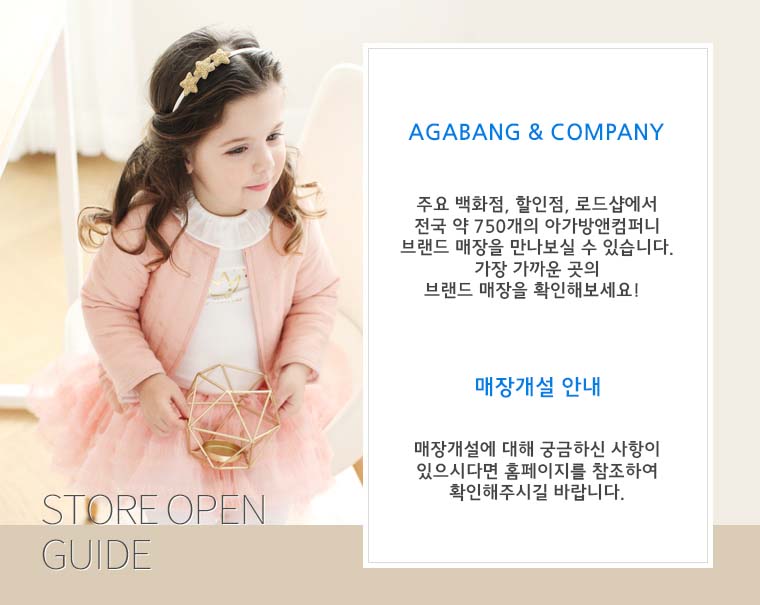 AGABANG & COMPANY
주요 백화점, 할인점, 로드샵에서
전국 약 750개의 아가방앤컴퍼니
브랜드 매장을 만나보실 수 있습니다.
가장 가까운 곳의
브랜드 매장을 확인해보세요!
매장개설 안내
매장개설에 대해 궁금하신 사항이
있으시다면 홈페이지를 참조하여
확인해주시길 바랍니다.
STORE OPEN
GUIDE